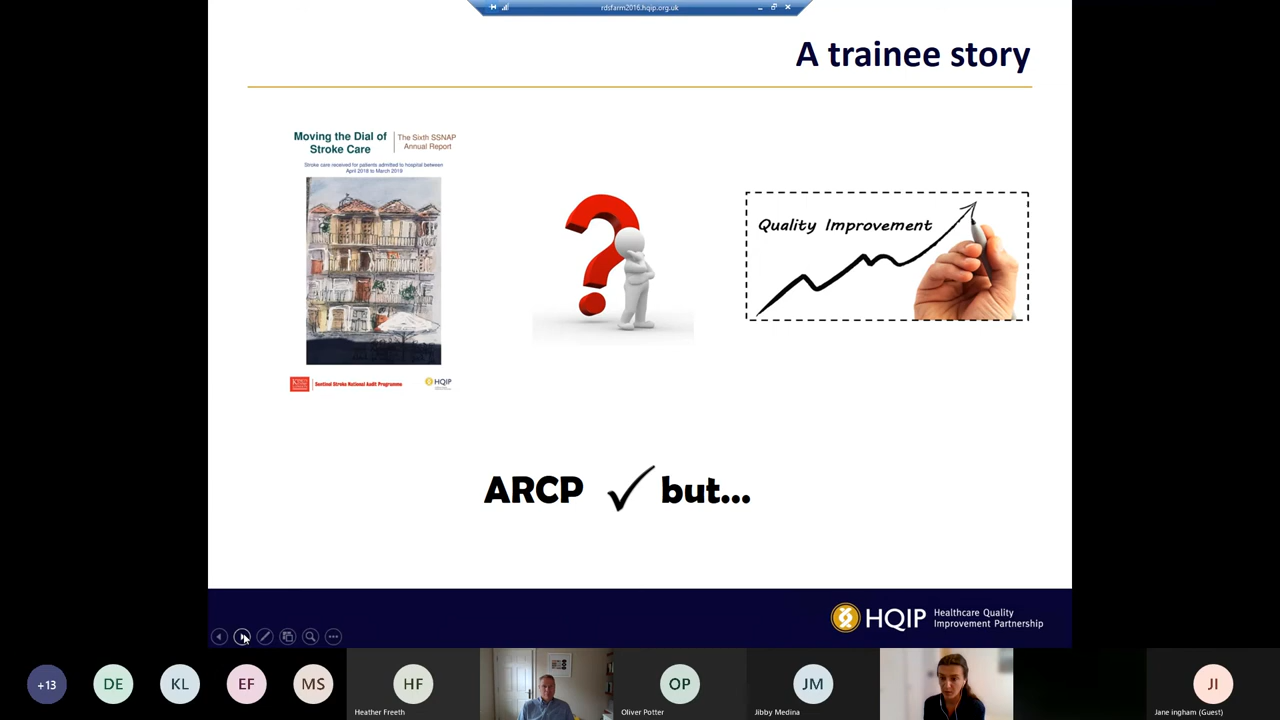 rdsfarm2016.hqip.org.uk
A trainee story
Moving the Dial of
Stroke Care
The Sixth SSNAP
Annual Report
Stroke care received for patients admitted to hospital between
April 2018 to March 2019
Sentinel Stroke National Audit Programme
HQIP
Quality Improvement
ARCP but...
HQIP
Healthcare Quality
Improvement Partnership
+13
DE
KL
EF
MS
HF
Heather Freeth
OP
Oliver Potter
JM
Jibby Medina
JI
Jane ingham (Guest)